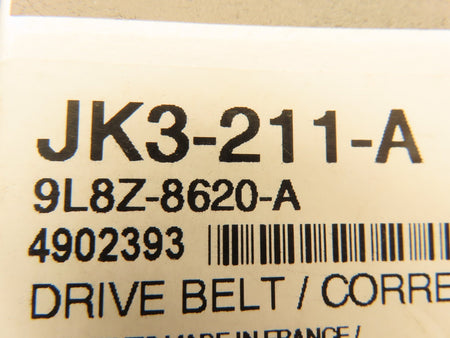 JK3-211-A
9L8Z-8620-A
4902393
DRIVE BELT / CORRE
MADE IN FRANCE /